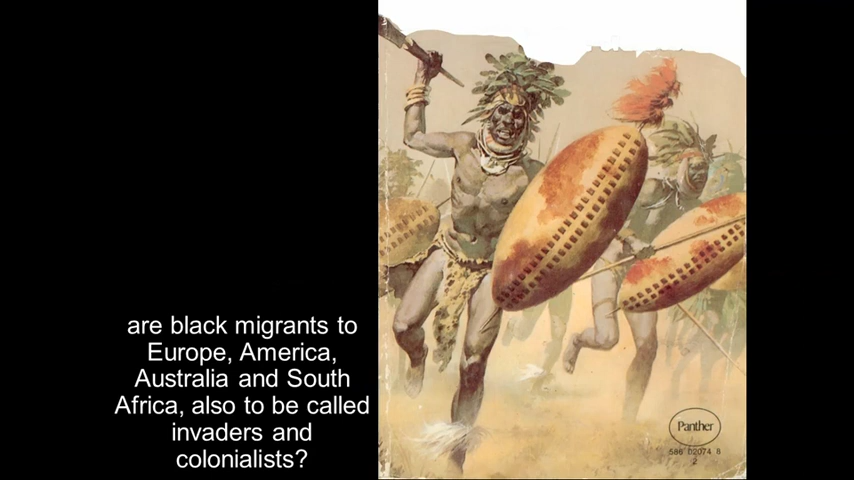 are black migrants to
Europe, America,
Australia and South
Africa, also to be called
invaders and
colonialists?
Panther
586 02074 8
2